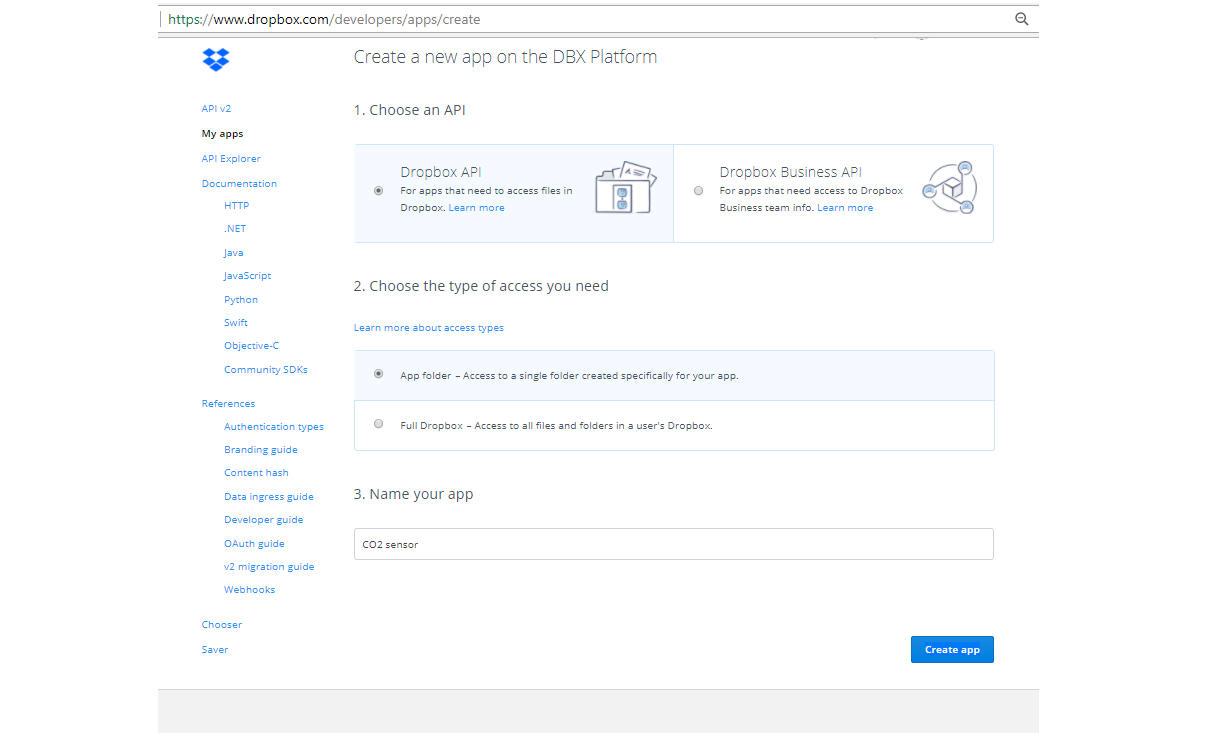 https://www.dropbox.com/developers/apps/create
Create a new app on the DBX Platform
API v2
My apps
API Explorer
Documentation
HTTP
.NET
Java
JavaScript
Python
Swift
Objective-C
Community SDKs
References
Authentication types
Branding guide
Content hash
Data ingress guide
Developer guide
OAuth guide
v2 migration guide
Webhooks
Chooser
Saver
1. Choose an API
Dropbox API
For apps that need to access files in
Dropbox. Learn more
Dropbox Business API
For apps that need access to Dropbox
Business team info. Learn more
2. Choose the type of access you need
Learn more about access types
App folder – Access to a single folder created specifically for your app.
Full Dropbox – Access to all files and folders in a user's Dropbox.
3. Name your app
CO2 sensor
Create app